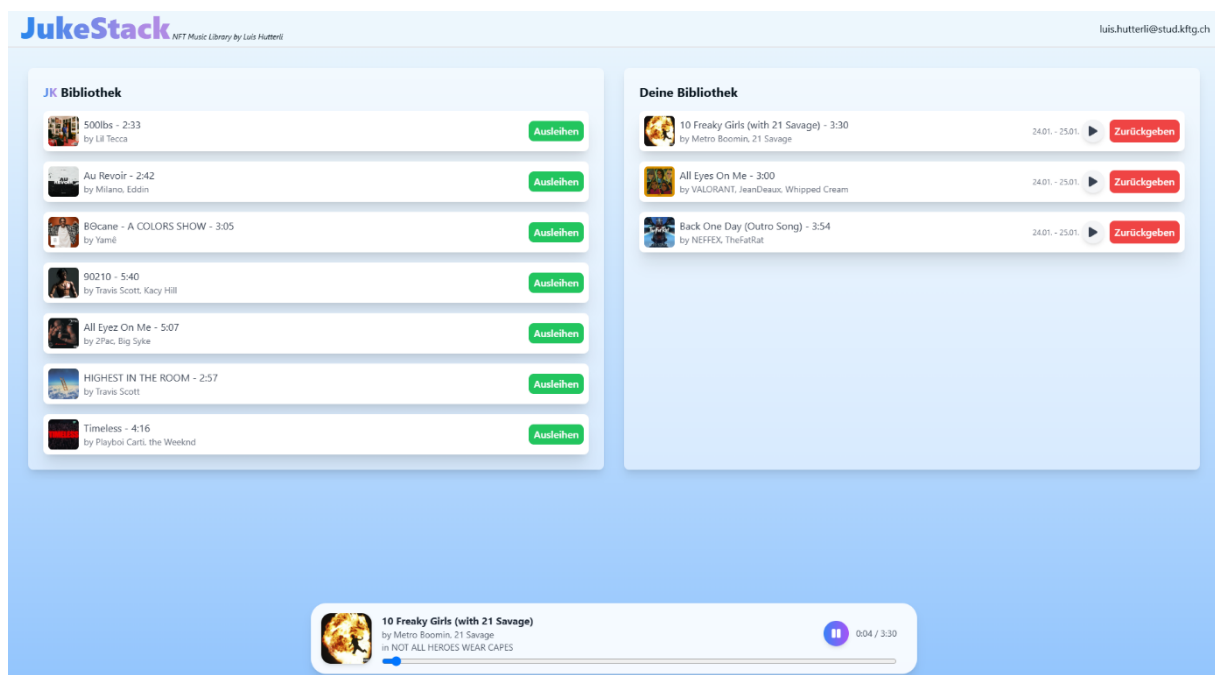 JukeStack NFT Music Library by Luis Hutterli
luis.hutterli@stud.kftg.ch
JK Bibliothek
500lbs - 2:33
by Lil Tecca
Ausleihen
Au Revoir - 2:42
by Milano, Eddin
Ausleihen
BΘcane - A COLORS SHOW - 3:05
by Yamê
Ausleihen
90210 - 5:40
by Travis Scott, Kacy Hill
Ausleihen
All Eyez On Me - 5:07
by 2Pac, Big Syke
Ausleihen
HIGHEST IN THE ROOM - 2:57
by Travis Scott
Ausleihen
Timeless - 4:16
by Playboi Carti, the Weeknd
Ausleihen
Deine Bibliothek
10 Freaky Girls (with 21 Savage) - 3:30
by Metro Boomin, 21 Savage
24.01. - 25.01.
Zurückgeben
All Eyes On Me - 3:00
by VALORANT, JeanDeaux, Whipped Cream
24.01. - 25.01.
Zurückgeben
Back One Day (Outro Song) - 3:54
by NEFFEX, TheFatRat
24.01. - 25.01.
Zurückgeben
10 Freaky Girls (with 21 Savage)
by Metro Boomin, 21 Savage
in NOT ALL HEROES WEAR CAPES
0:04 / 3:30